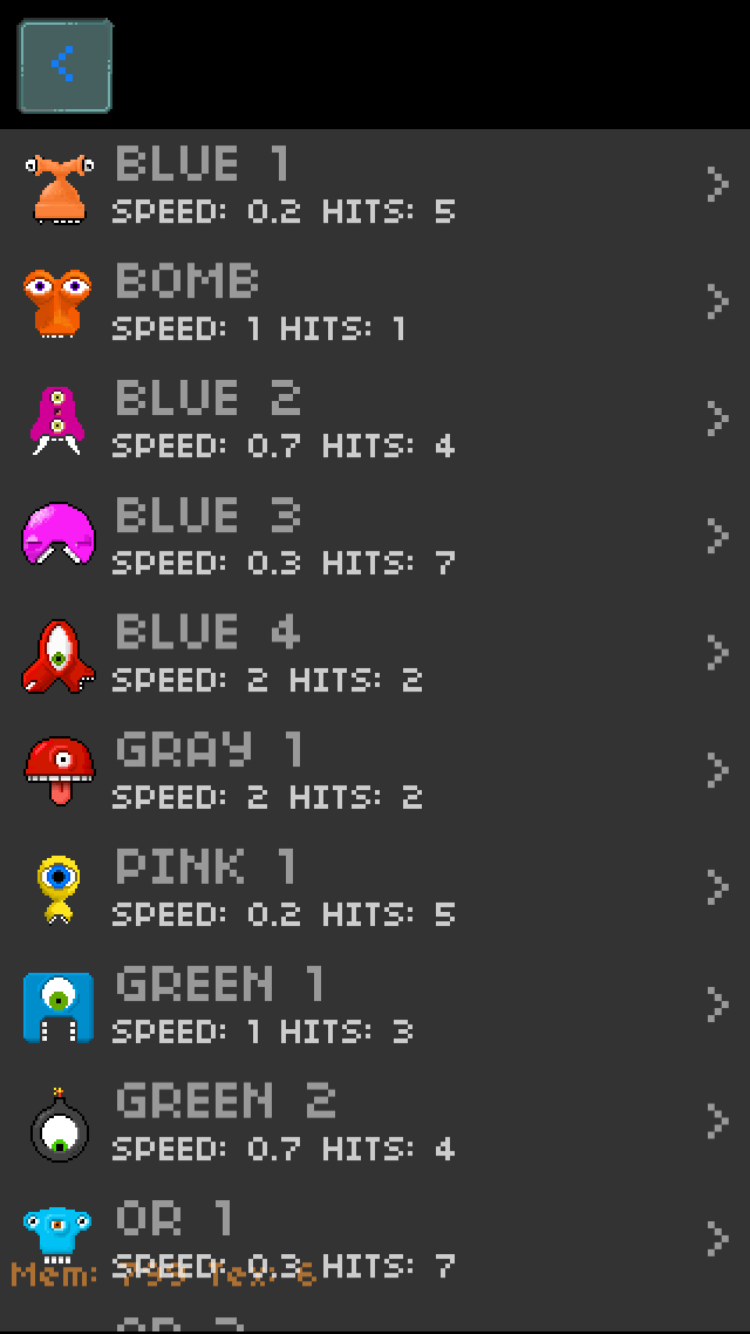 BLUE 1
SPEED: 0.2 HITS: 5
BOMB
SPEED: 1 HITS: 1
BLUE 2
SPEED: 0.7 HITS: 4
BLUE 3
SPEED: 0.3 HITS: 7
BLUE 4
SPEED: 2 HITS: 2
GRAY 1
SPEED: 2 HITS: 2
PINK 1
SPEED: 0.2 HITS: 5
GREEN 1
SPEED: 1 HITS: 3
GREEN 2
SPEED: 0.7 HITS: 4
OR 1
SPEED: 0.3 HITS: 7
Mem: 799 Tex: 6